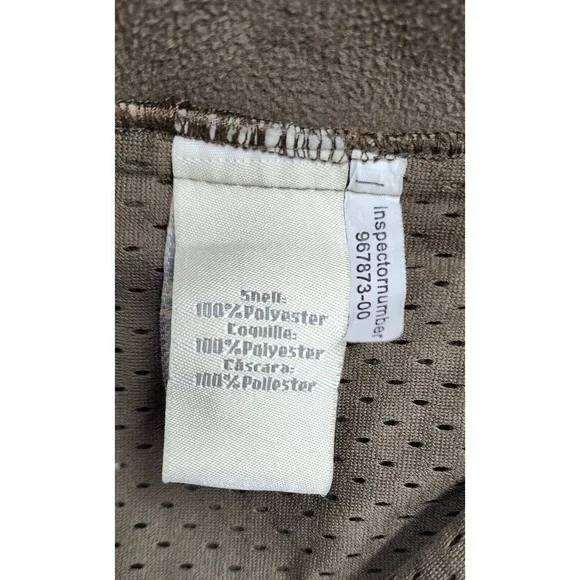 Shell:
100% Polyester
Coquille:
100% Polyester
Cáscara:
100% Poliester
inspectornumber
967873-00